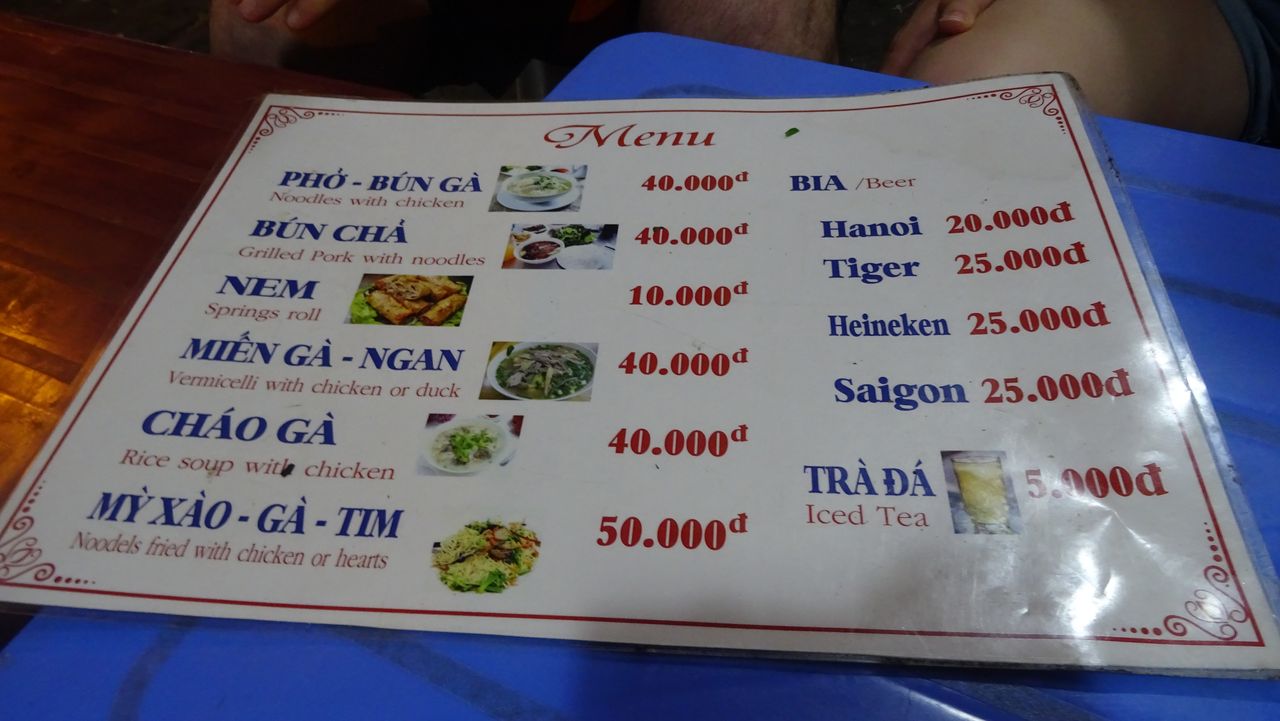 Menu
PHỞ - BÚN GÀ 40.000đ
Noodles with chicken
BÚN CHẢ 40.000đ
Grilled Pork with noodles
NEM 10.000đ
Springs roll
MIẾN GÀ - NGAN 40.000đ
Vermicelli with chicken or duck
CHÁO GÀ 40.000đ
Rice soup with chicken
MỲ XÀO - GÀ - TIM 50.000đ
Noodels fried with chicken or hearts
BIA /Beer
Hanoi 20.000đ
Tiger 25.000đ
Heineken 25.000đ
Saigon 25.000đ
TRÀ ĐÁ 5.000đ
Iced Tea